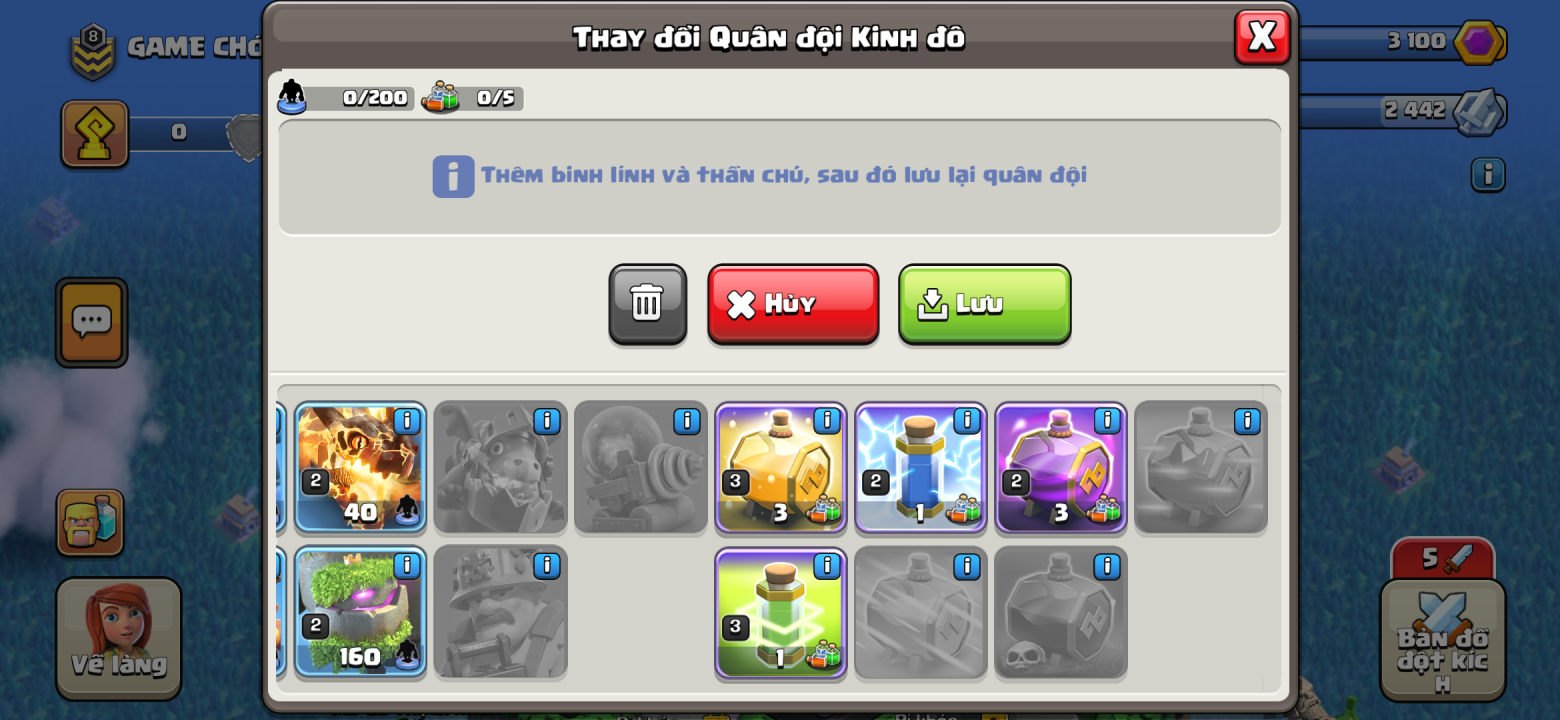 Thay đổi Quân đội Kinh đô
X
8
GAME CHÓ
3 100
0/200
0/5
2 442
0
i Thêm binh lính và thần chú, sau đó lưu lại quân đội
i
Hủy
Lưu
i i i i i i i
2 3 2 2
40 3 1 3
i i i i i
5
2 3
160 1
Về làng
Bản đồ
đột kíc
H